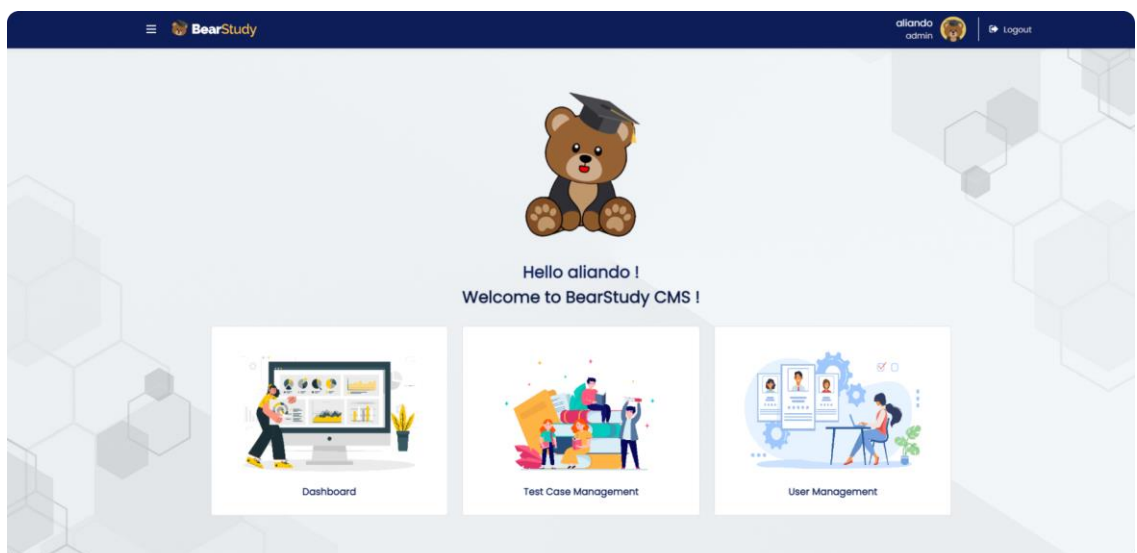 BearStudy
aliando
admin
Logout
Hello aliando !
Welcome to BearStudy CMS !
Dashboard
Test Case Management
User Management